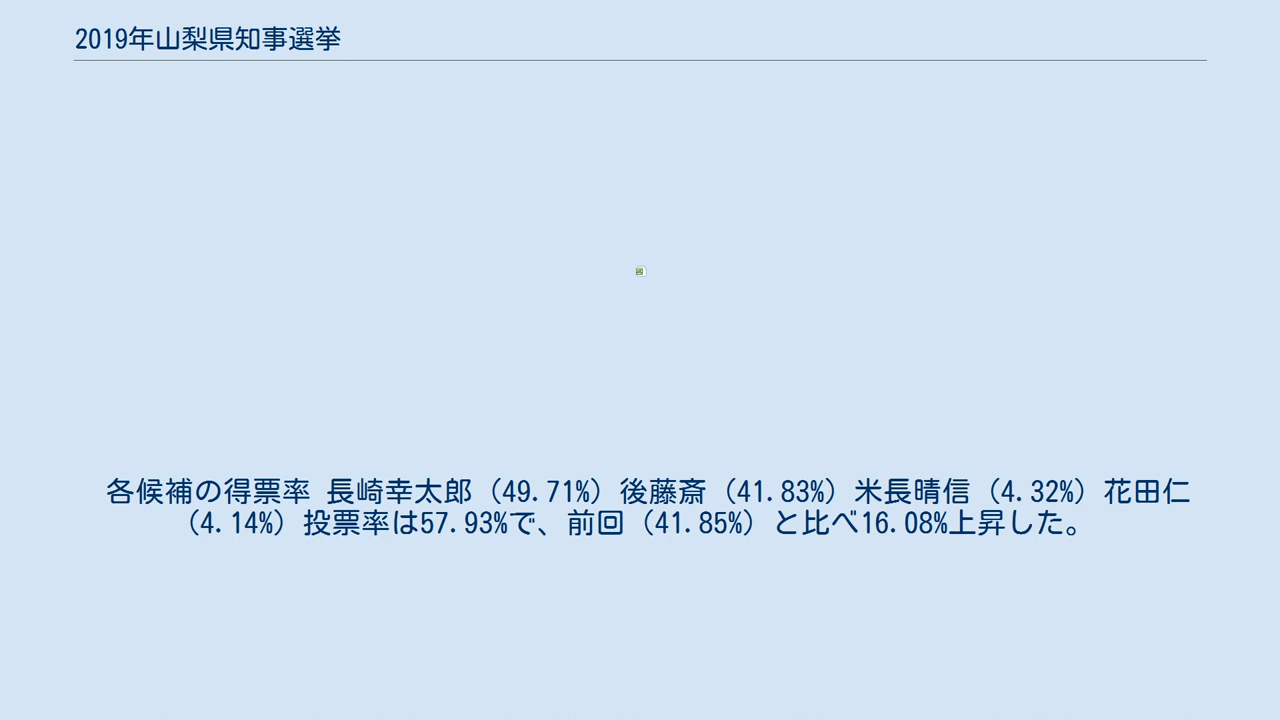 2019年山梨県知事選挙
各候補の得票率 長崎幸太郎（49.71%）後藤斎（41.83%）米長晴信（4.32%）花田仁
（4.14%）投票率は57.93%で、前回（41.85%）と比べ16.08%上昇した。